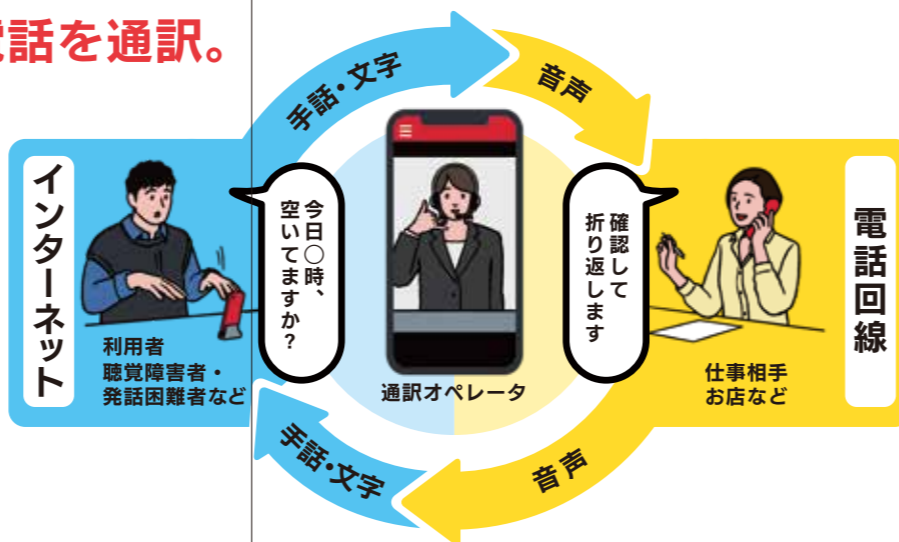 話を通訳。
手話・文字
音声
インターネット
今日○時、
空いてますか？
確認して
折り返します
電話回線
利用者
聴覚障害者・
発話困難者など
通訳オペレータ
仕事相手
お店など
手話・文字
音声